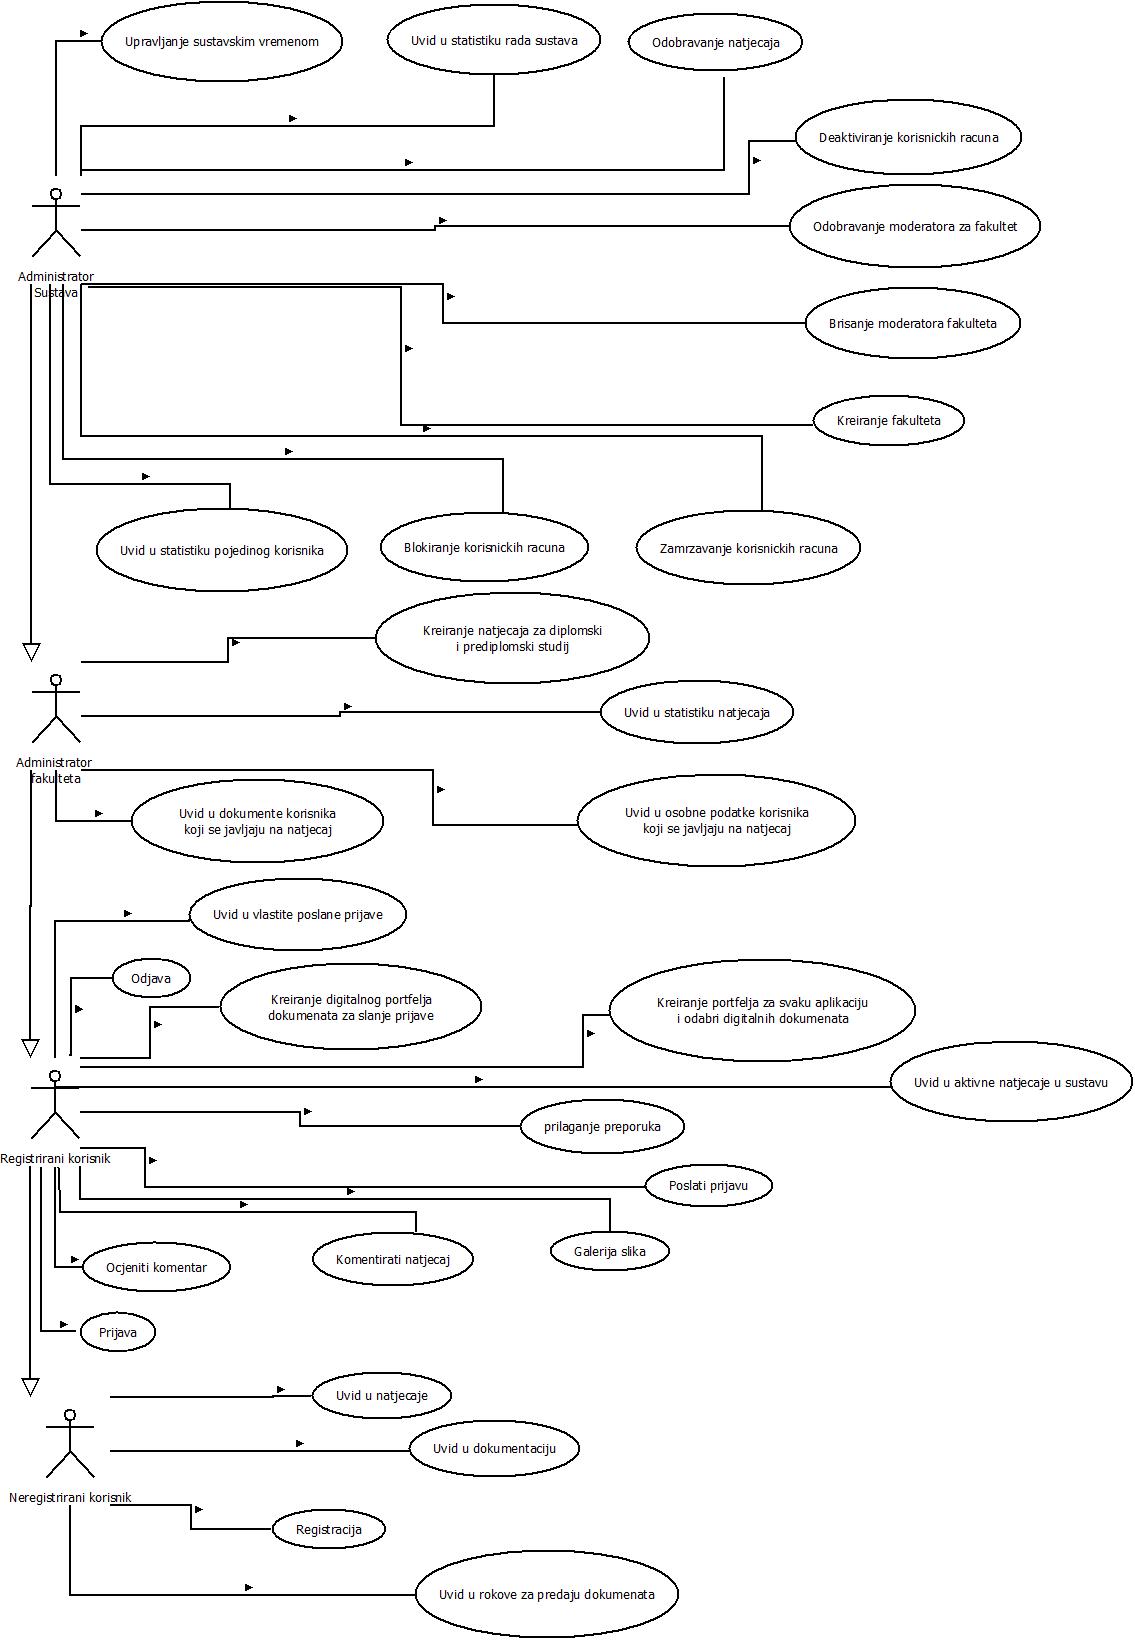 Upravljanje sustavskim vremenom
Uvid u statistiku rada sustava
Odobravanje natjecaja
Deaktiviranje korisnickih racuna
Odobravanje moderatora za fakultet
Administrator
Sustava
Brisanje moderatora fakulteta
Kreiranje fakulteta
Uvid u statistiku pojedinog korisnika
Blokiranje korisnickih racuna
Zamrzavanje korisnickih racuna
Kreiranje natjecaja za diplomski
i prediplomski studij
Uvid u statistiku natjecaja
Administrator
fakulteta
Uvid u dokumente korisnika
koji se javljaju na natjecaj
Uvid u osobne podatke korisnika
koji se javljaju na natjecaj
Uvid u vlastite poslane prijave
Odjava
Kreiranje digitalnog portfelja
dokumenata za slanje prijave
Kreiranje portfelja za svaku aplikaciju
i odabri digitalnih dokumenata
Uvid u aktivne natjecaje u sustavu
prilaganje preporuka
Registrirani korisnik
Poslati prijavu
Galerija slika
Komentirati natjecaj
Ocjeniti komentar
Prijava
Uvid u natjecaje
Uvid u dokumentaciju
Neregistrirani korisnik
Registracija
Uvid u rokove za predaju dokumenata